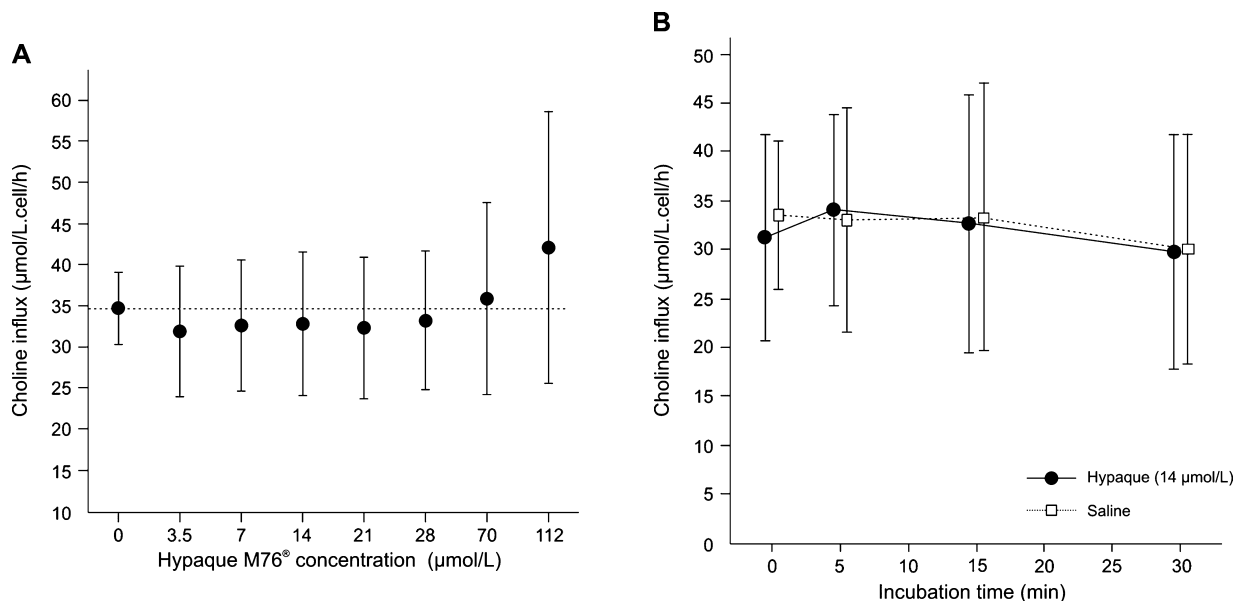 A
60
55
50
45
40
35
30
25
20
15
10
0 3.5 7 14 21 28 70 112
Choline influx (µmol/L.cell/h)
Hypaque M76® concentration (µmol/L)
B
50
45
40
35
30
25
20
15
10
5
0
0 5 10 15 20 25 30
Choline influx (µmol/L.cell/h)
Incubation time (min)
Hypaque (14 µmol/L)
Saline